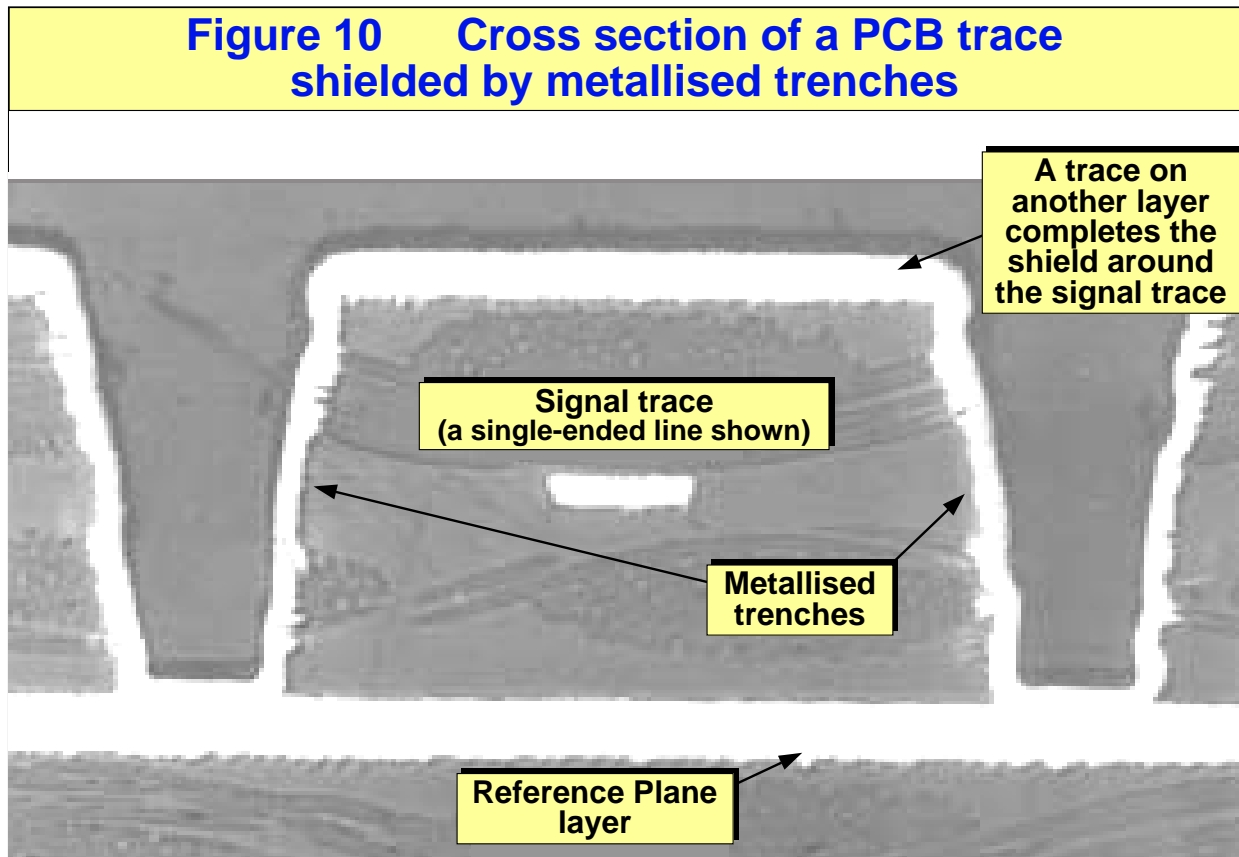 Figure 10 Cross section of a PCB trace
shielded by metallised trenches
A trace on
another layer
completes the
shield around
the signal trace
Signal trace
(a single-ended line shown)
Metallised
trenches
Reference Plane
layer